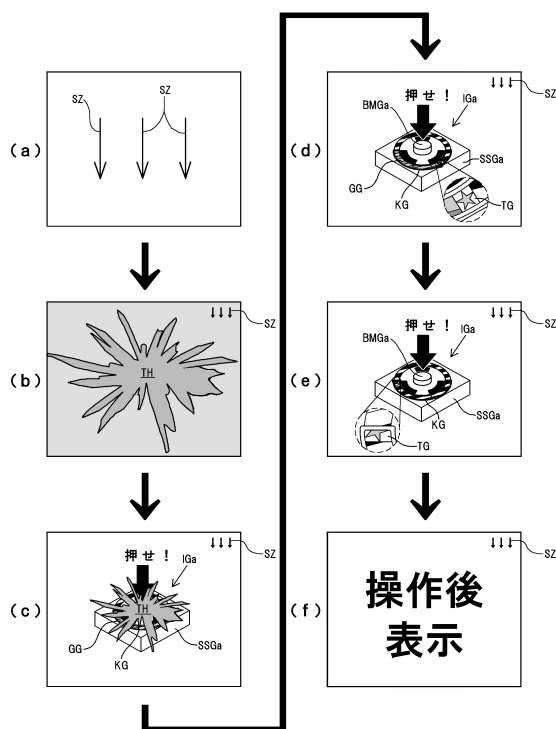 (a)
SZ
SZ
(b)
SZ
TH
(c)
SZ
押せ!
IGa
TH
GG
KG
SSGa
(d)
SZ
押せ!
BMGa
IGa
SSGa
GG
KG
TG
(e)
SZ
押せ!
BMGa
IGa
SSGa
KG
TG
(f)
SZ
操作後
表示